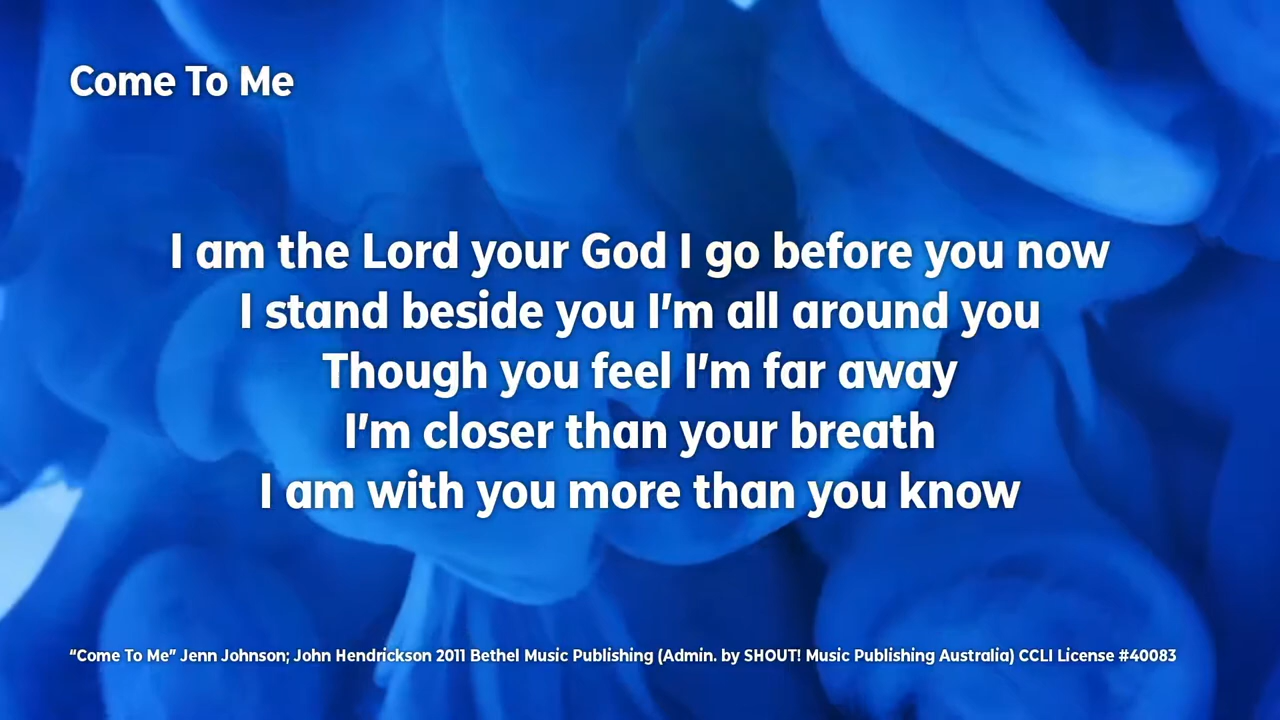 Come To Me
I am the Lord your God I go before you now
I stand beside you I'm all around you
Though you feel I'm far away
I'm closer than your breath
I am with you more than you know
“Come To Me” Jenn Johnson; John Hendrickson 2011 Bethel Music Publishing (Admin. by SHOUT! Music Publishing Australia) CCLI License #40083